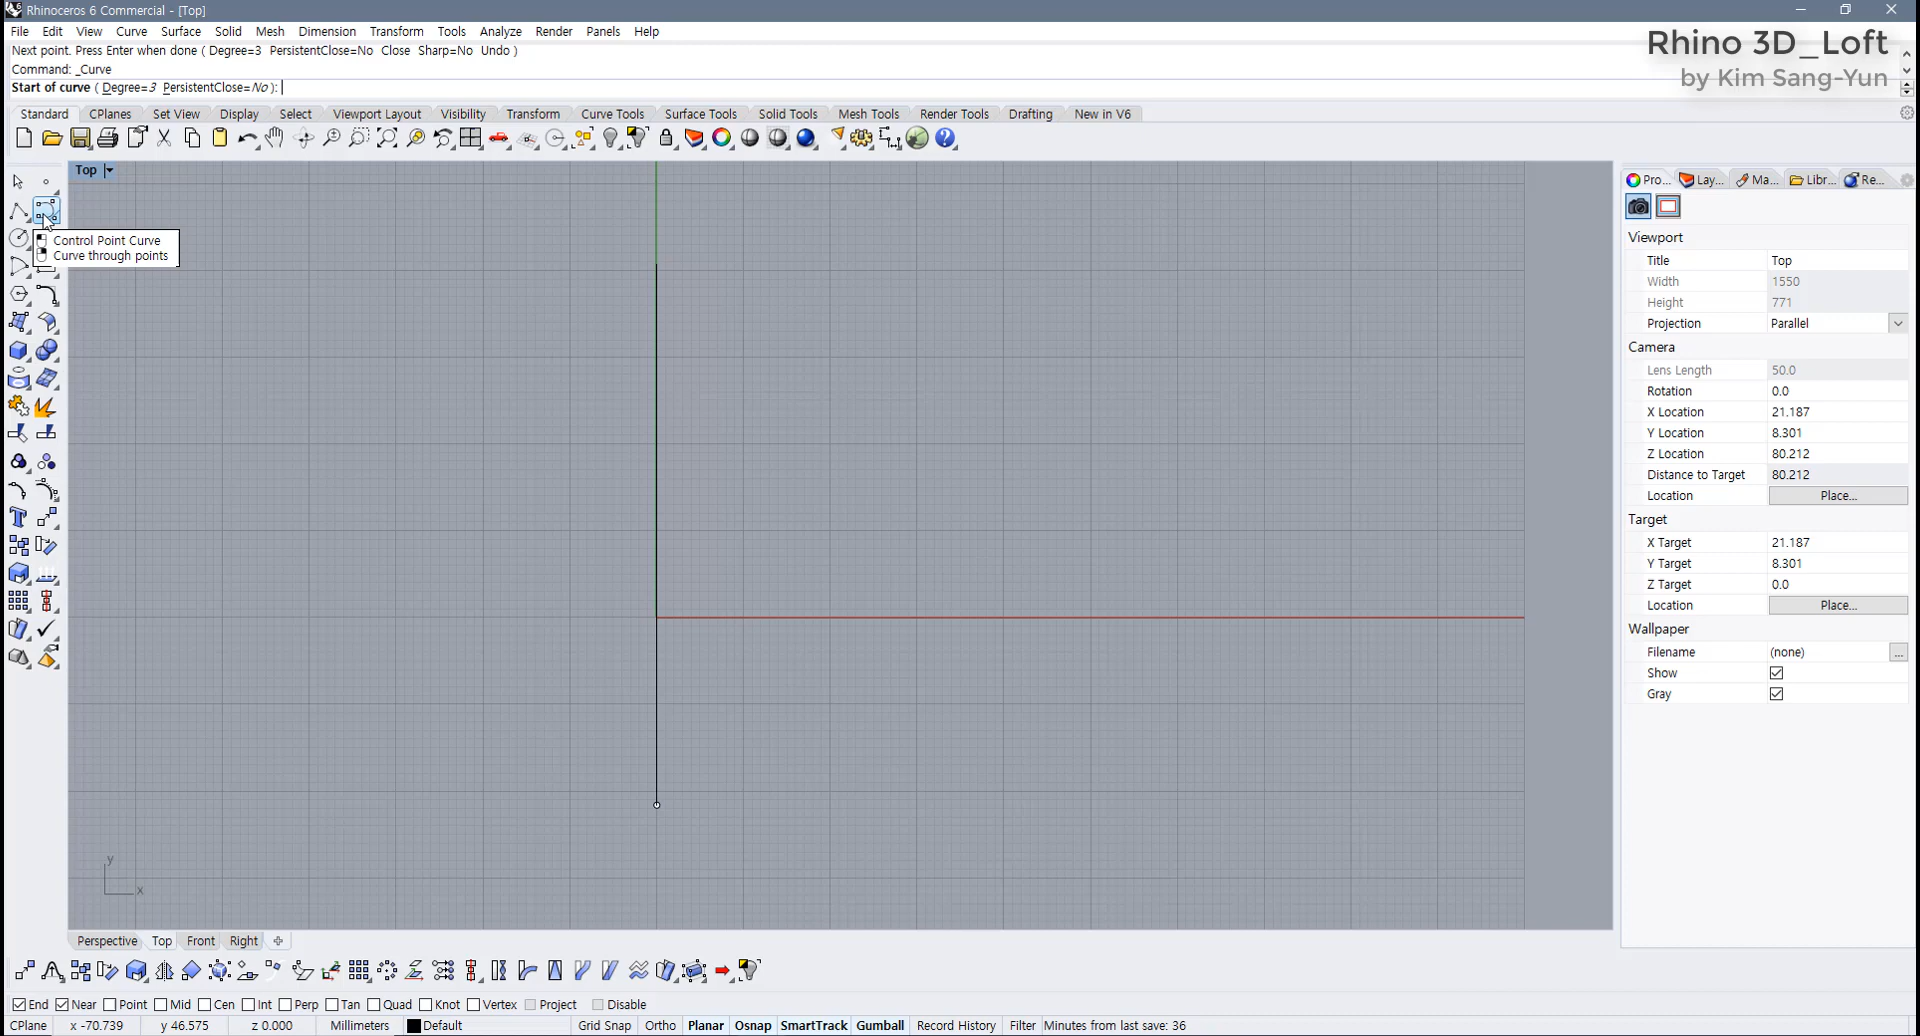 Rhinoceros 6 Commercial - [Top]
File Edit View Curve Surface Solid Mesh Dimension Transform Tools Analyze Render Panels Help
Next point. Press Enter when done ( Degree=3 PersistentClose=No Close Sharp=No Undo )
Command: _Curve
Start of curve ( Degree=3 PersistentClose=No ):
Rhino 3D_Loft
by Kim Sang-Yun
Standard CPlanes Set View Display Select Viewport Layout Visibility Transform Curve Tools Surface Tools Solid Tools Mesh Tools Render Tools Drafting New in V6
Top
Control Point Curve
Curve through points
y
x
Pro... Lay... Ma... Libr... Re...
Viewport
Title Top
Width 1550
Height 771
Projection Parallel
Camera
Lens Length 50.0
Rotation 0.0
X Location 21.187
Y Location 8.301
Z Location 80.212
Distance to Target 80.212
Location Place...
Target
X Target 21.187
Y Target 8.301
Z Target 0.0
Location Place...
Wallpaper
Filename (none) ...
Show
Gray
Perspective Top Front Right
End Near Point Mid Cen Int Perp Tan Quad Knot Vertex Project Disable
CPlane x -70.739 y 46.575 z 0.000 Millimeters Default Grid Snap Ortho Planar Osnap SmartTrack Gumball Record History Filter Minutes from last save: 36